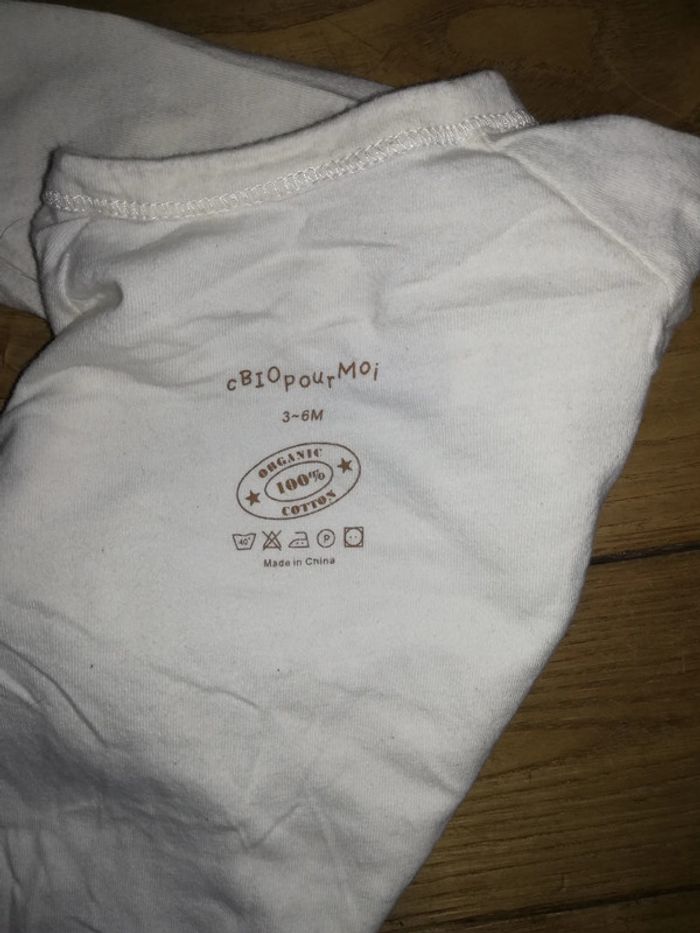 cBIOpourMoi
3~6M
ORGANIC
100%
COTTON
40°
P
Made in China